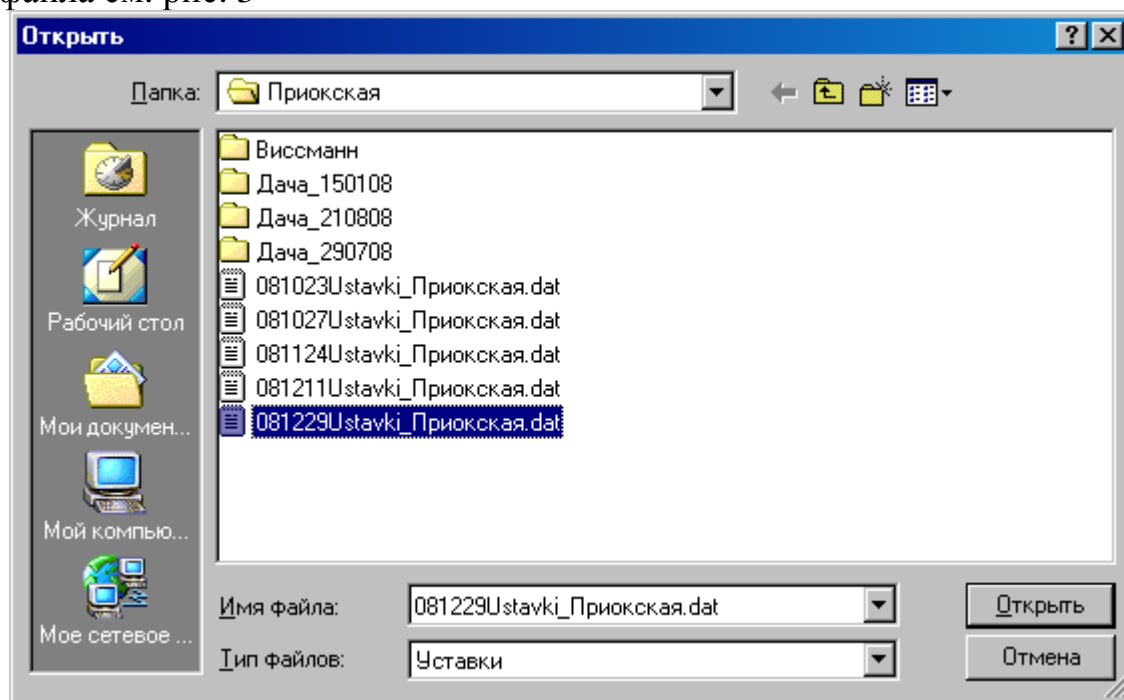 файла см. рис. 3
Открыть
Папка: Приокская
Виссманн
Дача_150108
Дача_210808
Дача_290708
081023Ustavki_Приокская.dat
081027Ustavki_Приокская.dat
081124Ustavki_Приокская.dat
081211Ustavki_Приокская.dat
081229Ustavki_Приокская.dat
Журнал
Рабочий стол
Мои докумен...
Мой компью...
Мое сетевое ...
Имя файла: 081229Ustavki_Приокская.dat Открыть
Тип файлов: Уставки Отмена